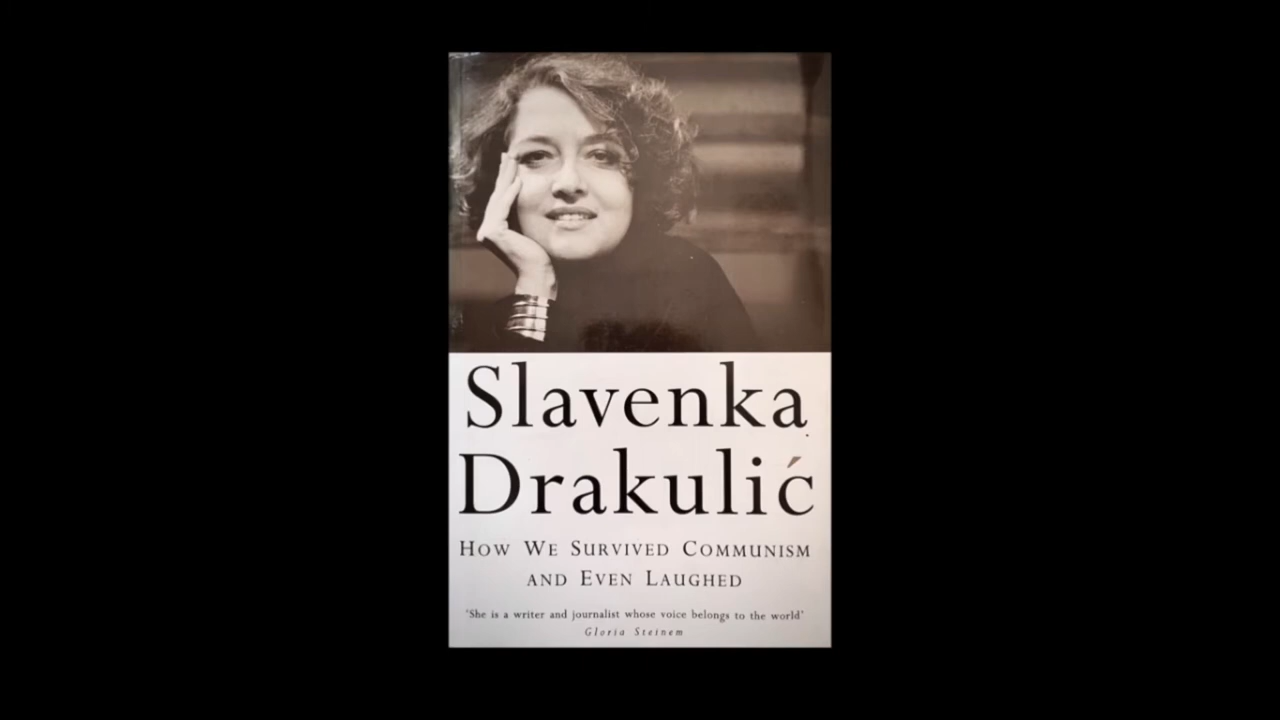 Slavenka
Drakulić
How We Survived Communism
and Even Laughed
'She is a writer and journalist whose voice belongs to the world'
Gloria Steinem